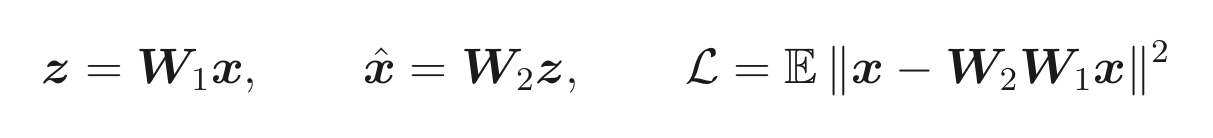 z = W₁x, x̂ = W₂z, ℒ = 𝔼 ‖x − W₂W₁x‖²